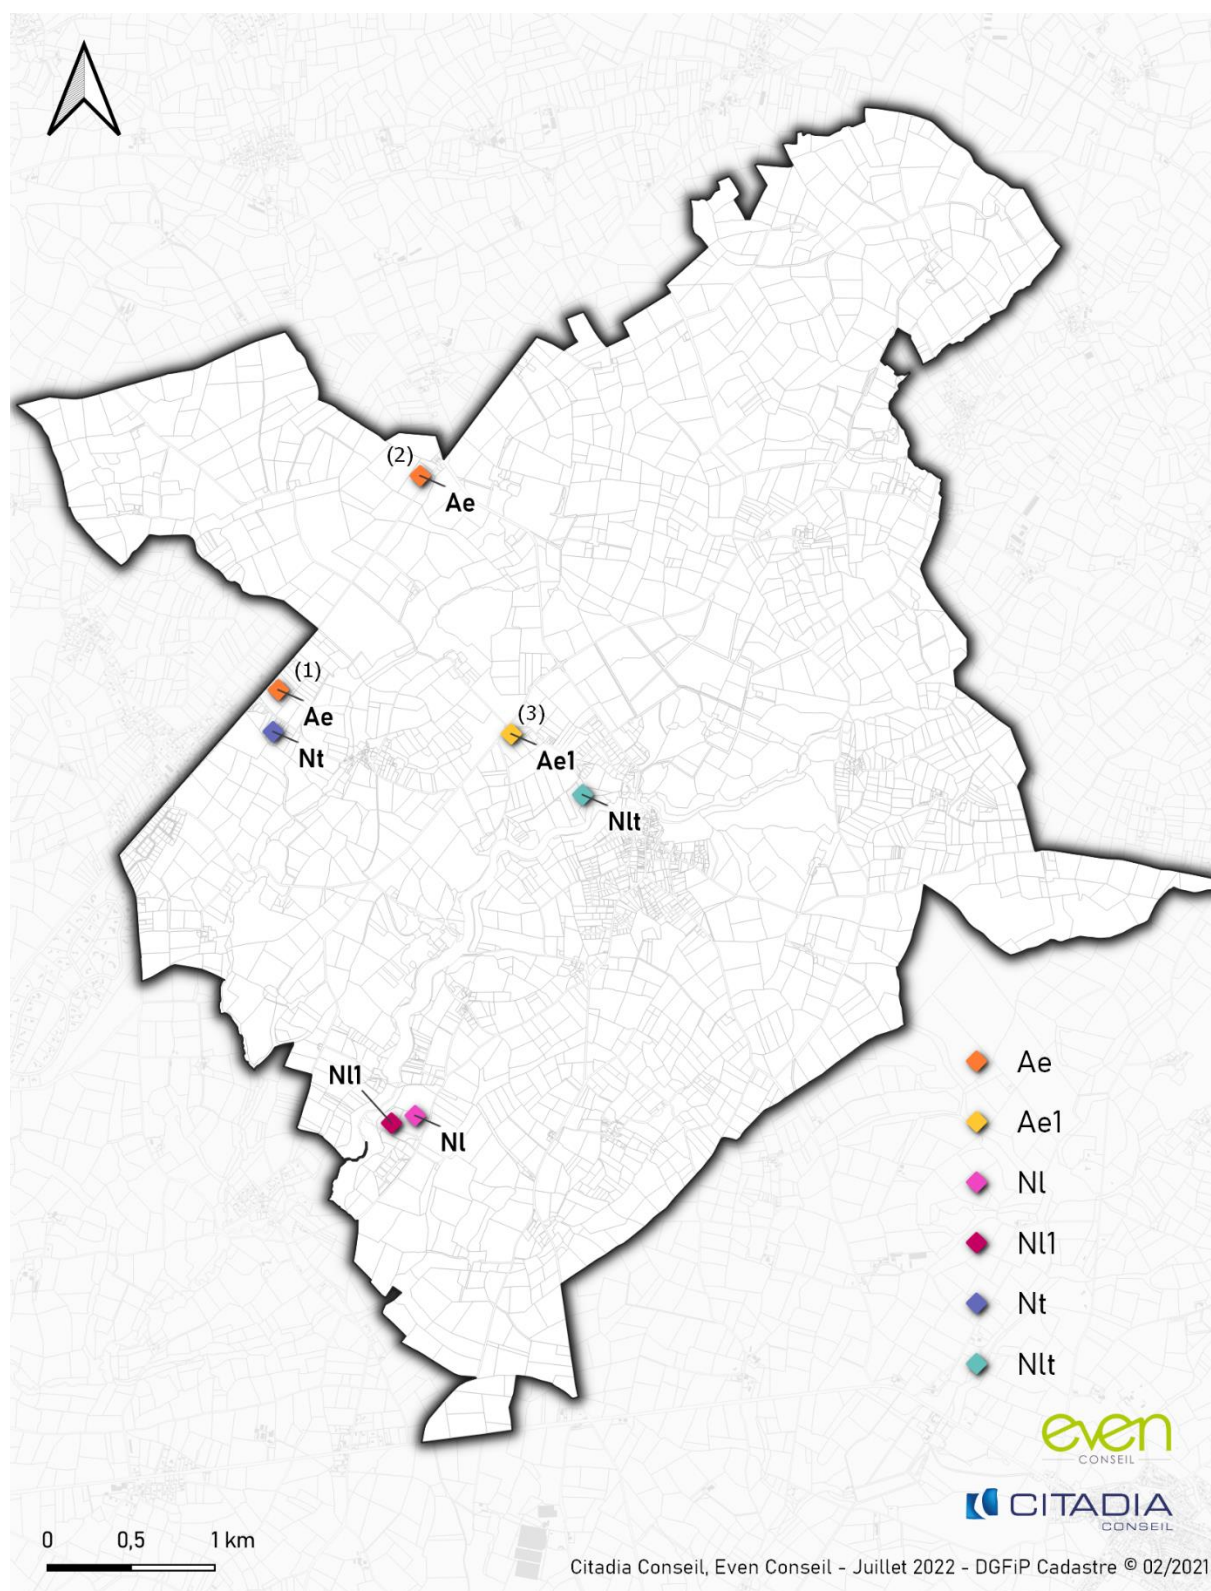 (2)
Ae
(1)
Ae
Nt
(3)
Ae1
Nlt
Nl1
Nl
Ae
Ae1
Nl
Nl1
Nt
Nlt
even
CONSEIL
CITADIA
CONSEIL
0 0,5 1 km
Citadia Conseil, Even Conseil - Juillet 2022 - DGFiP Cadastre © 02/2021